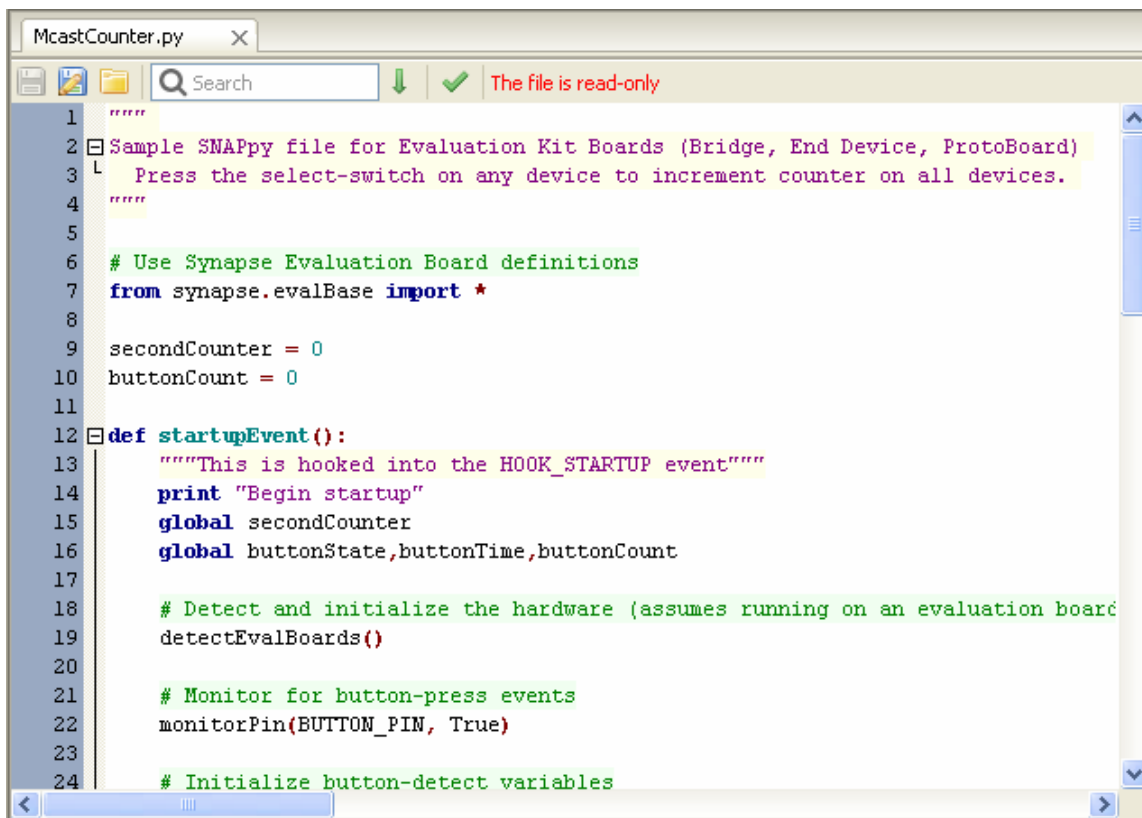 McastCounter.py
Search
The file is read-only
1 """
2 Sample SNAPpy file for Evaluation Kit Boards (Bridge, End Device, ProtoBoard)
3 Press the select-switch on any device to increment counter on all devices.
4 """
5
6 # Use Synapse Evaluation Board definitions
7 from synapse.evalBase import *
8
9 secondCounter = 0
10 buttonCount = 0
11
12 def startupEvent():
13 """This is hooked into the HOOK_STARTUP event"""
14 print "Begin startup"
15 global secondCounter
16 global buttonState,buttonTime,buttonCount
17
18 # Detect and initialize the hardware (assumes running on an evaluation board
19 detectEvalBoards()
20
21 # Monitor for button-press events
22 monitorPin(BUTTON_PIN, True)
23
24 # Initialize button-detect variables